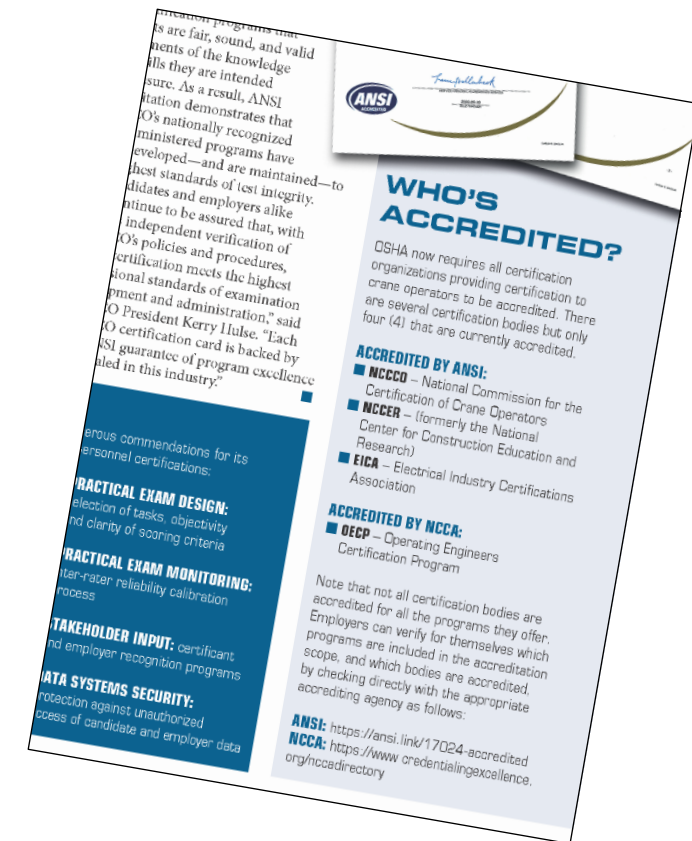 ts are fair, sound, and valid
ments of the knowledge
ills they are intended
sure. As a result, ANSI
itation demonstrates that
O's nationally recognized
ministered programs have
eveloped—and are maintained—to
hest standards of test integrity.
didates and employers alike
ntinue to be assured that, with
independent verification of
O's policies and procedures,
ertification meets the highest
sional standards of examination
pment and administration," said
O President Kerry Hulse. "Each
O certification card is backed by
NSI guarantee of program excellence
aled in this industry."
erous commendations for its
ersonnel certifications:
RACTICAL EXAM DESIGN:
election of tasks, objectivity
nd clarity of scoring criteria
RACTICAL EXAM MONITORING:
nter-rater reliability calibration
rocess
TAKEHOLDER INPUT: certificant
nd employer recognition programs
ATA SYSTEMS SECURITY:
rotection against unauthorized
ccess of candidate and employer data
ANSI
ACCREDITED
WHO'S
ACCREDITED?
OSHA now requires all certification
organizations providing certification to
crane operators to be accredited. There
are several certification bodies but only
four (4) that are currently accredited.
ACCREDITED BY ANSI:
NCCCO – National Commission for the
Certification of Crane Operators
NCCER – (formerly the National
Center for Construction Education and
Research)
EICA – Electrical Industry Certifications
Association
ACCREDITED BY NCCA:
OECP – Operating Engineers
Certification Program
Note that not all certification bodies are
accredited for all the programs they offer.
Employers can verify for themselves which
programs are included in the accreditation
scope, and which bodies are accredited,
by checking directly with the appropriate
accrediting agency as follows:
ANSI: https://ansi.link/17024-accredited
NCCA: https://www credentialingexcellence.
org/nccadirectory